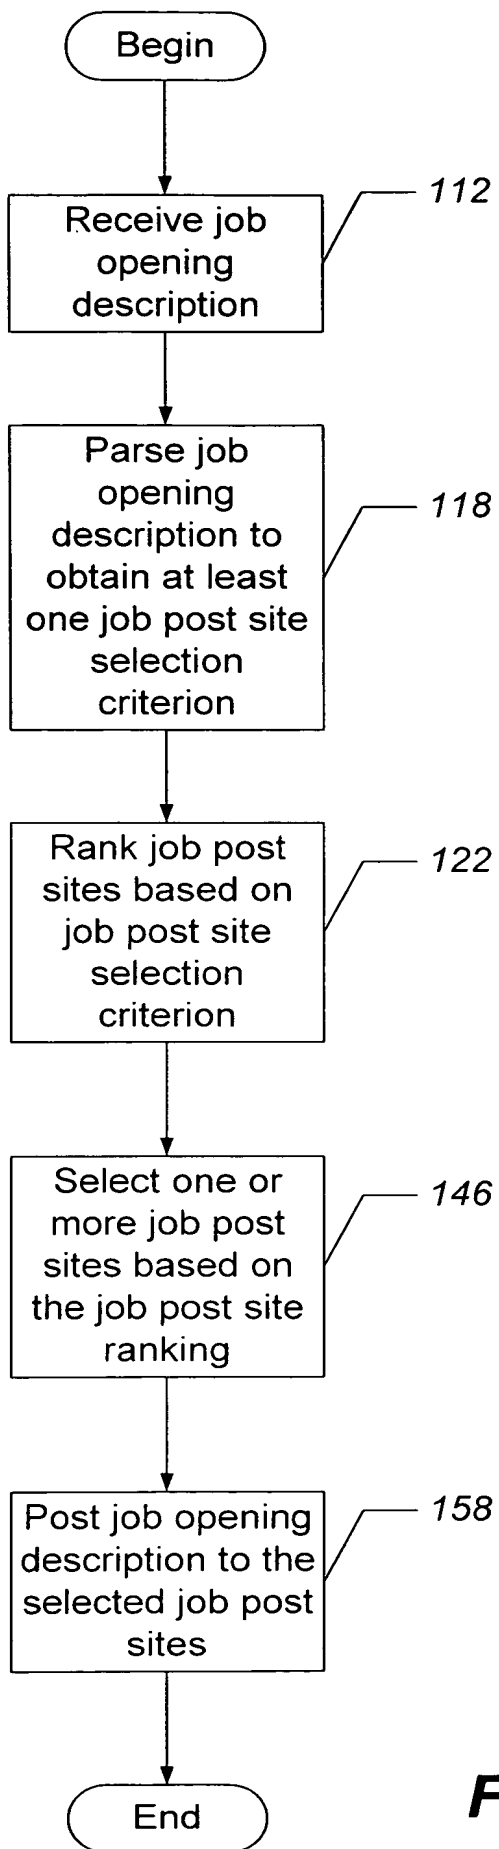 Begin
112
Receive job
opening
description
118
Parse job
opening
description to
obtain at least
one job post site
selection
criterion
122
Rank job post
sites based on
job post site
selection
criterion
146
Select one or
more job post
sites based on
the job post site
ranking
158
Post job opening
description to the
selected job post
sites
End
F